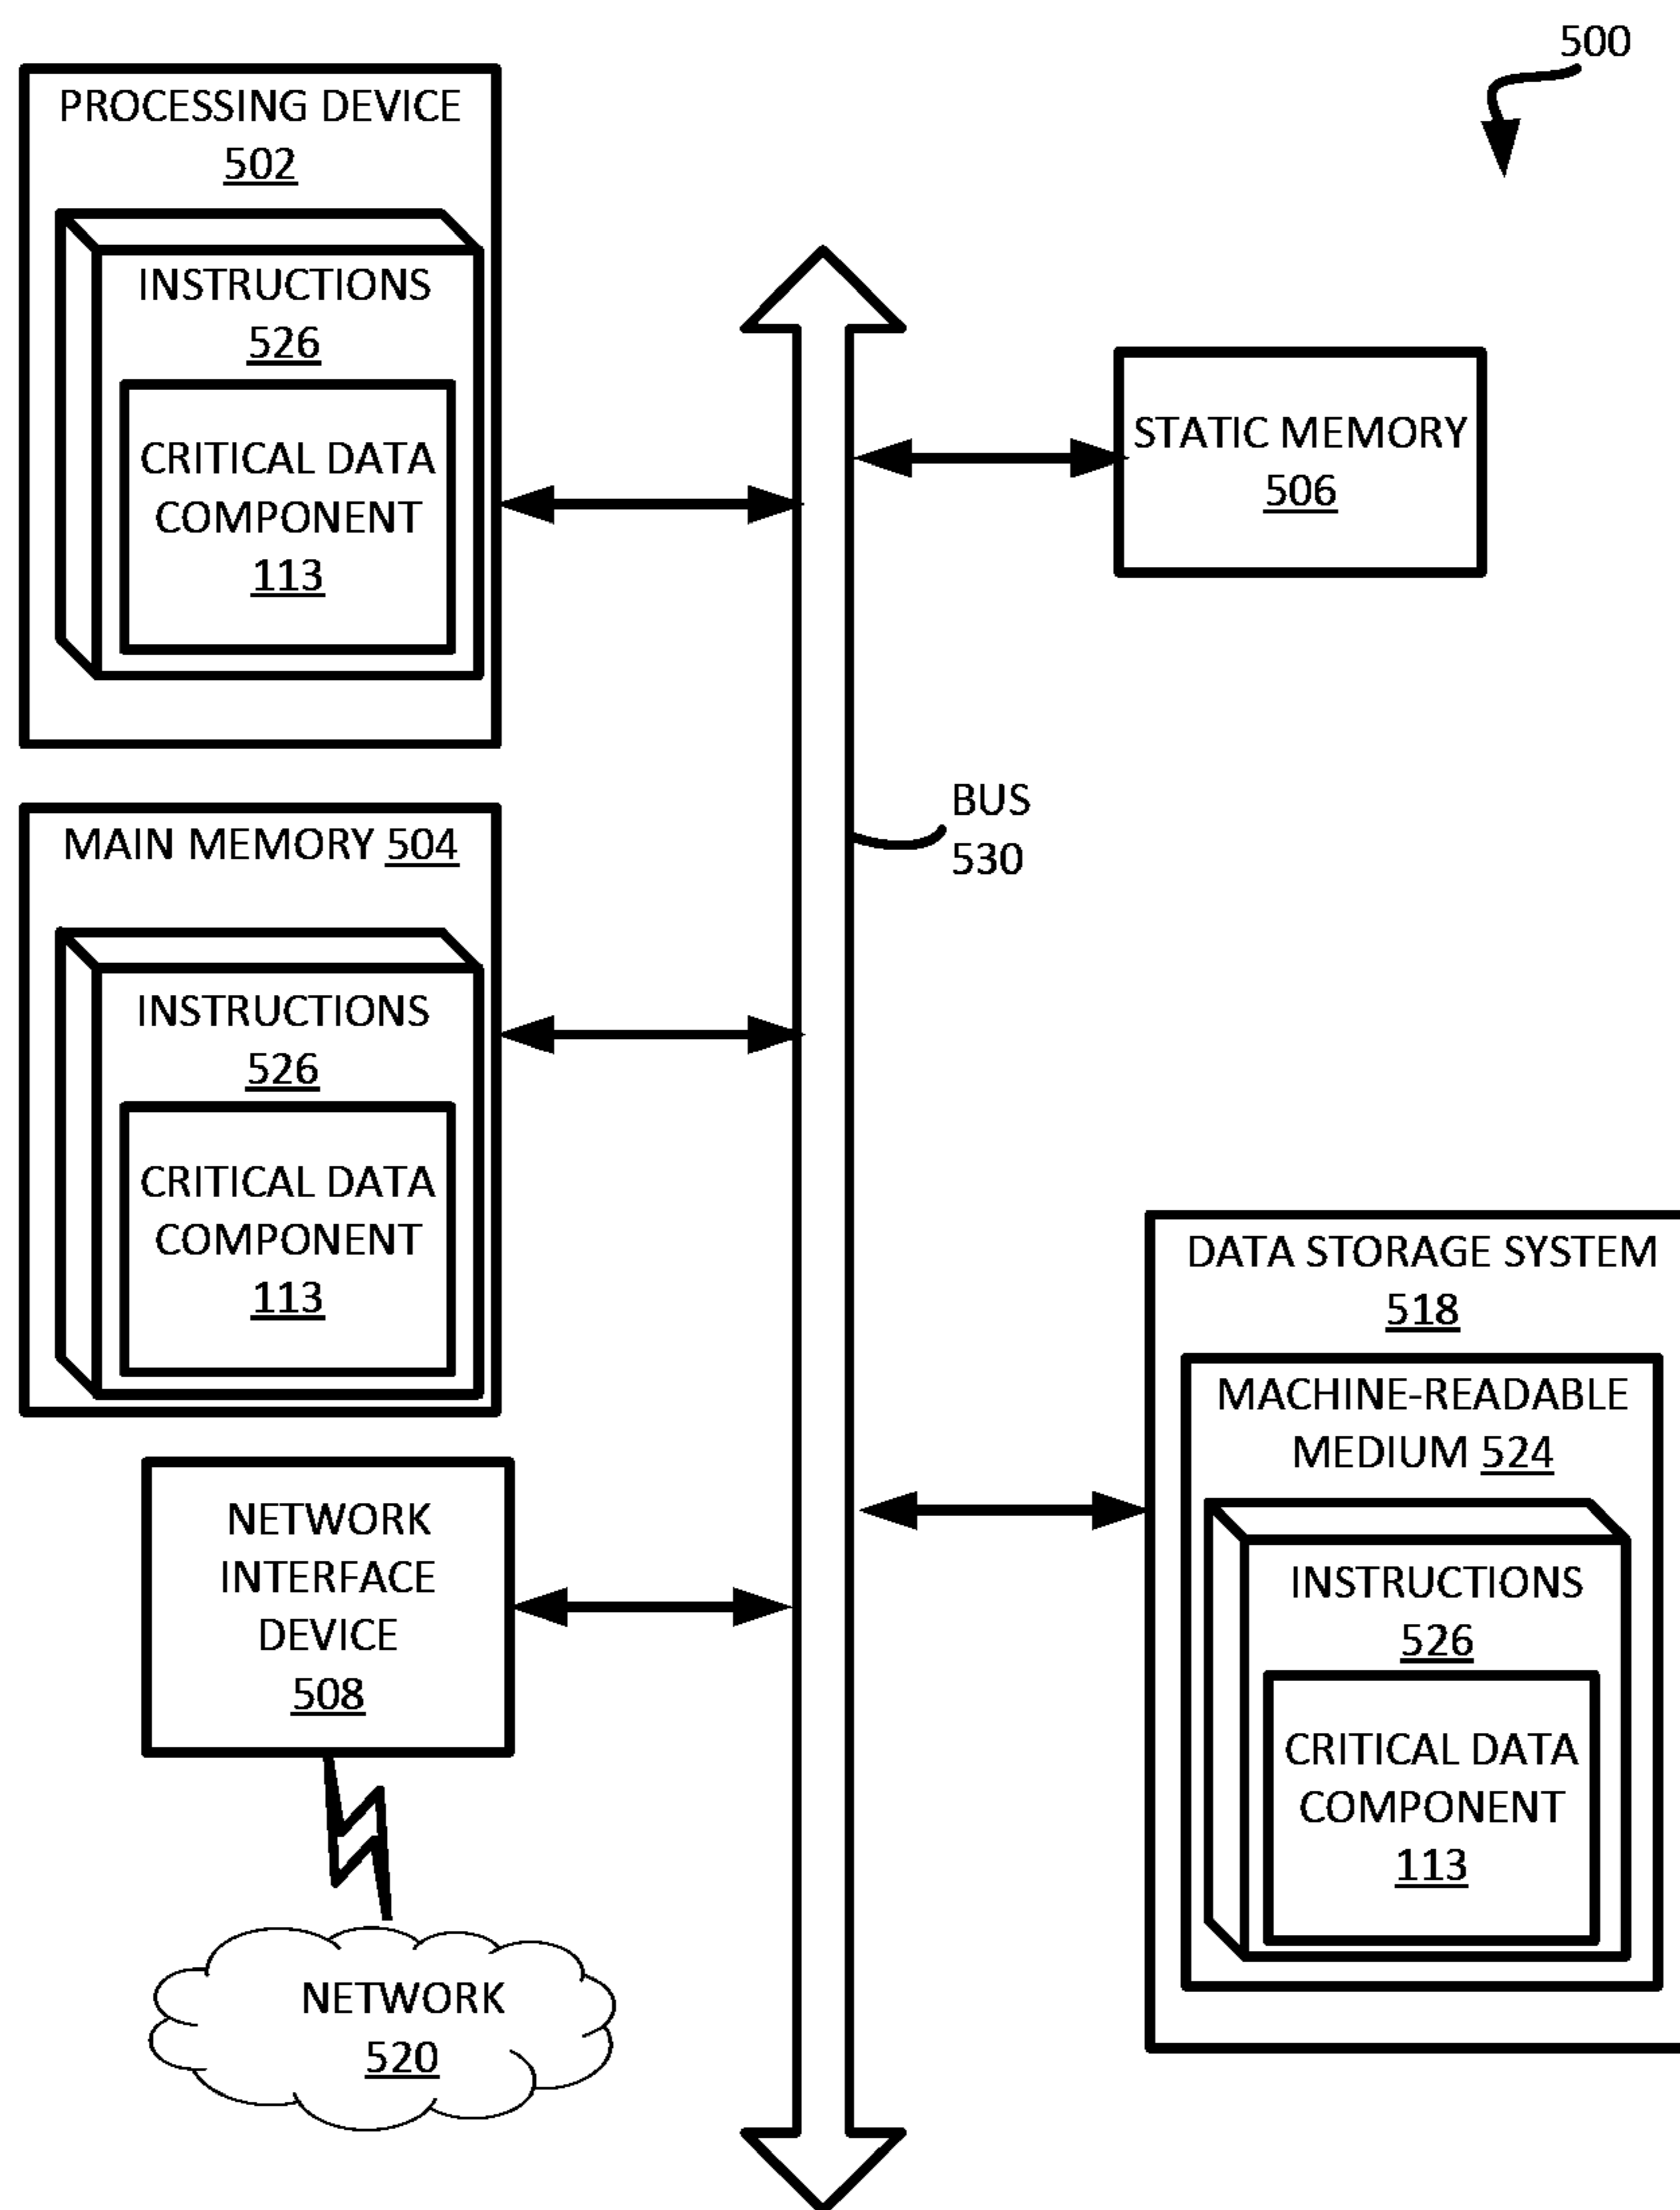 500
PROCESSING DEVICE
502
INSTRUCTIONS
526
CRITICAL DATA
COMPONENT
113
STATIC MEMORY
506
BUS
530
MAIN MEMORY 504
INSTRUCTIONS
526
CRITICAL DATA
COMPONENT
113
DATA STORAGE SYSTEM
518
MACHINE-READABLE
MEDIUM 524
INSTRUCTIONS
526
CRITICAL DATA
COMPONENT
113
NETWORK
INTERFACE
DEVICE
508
NETWORK
520